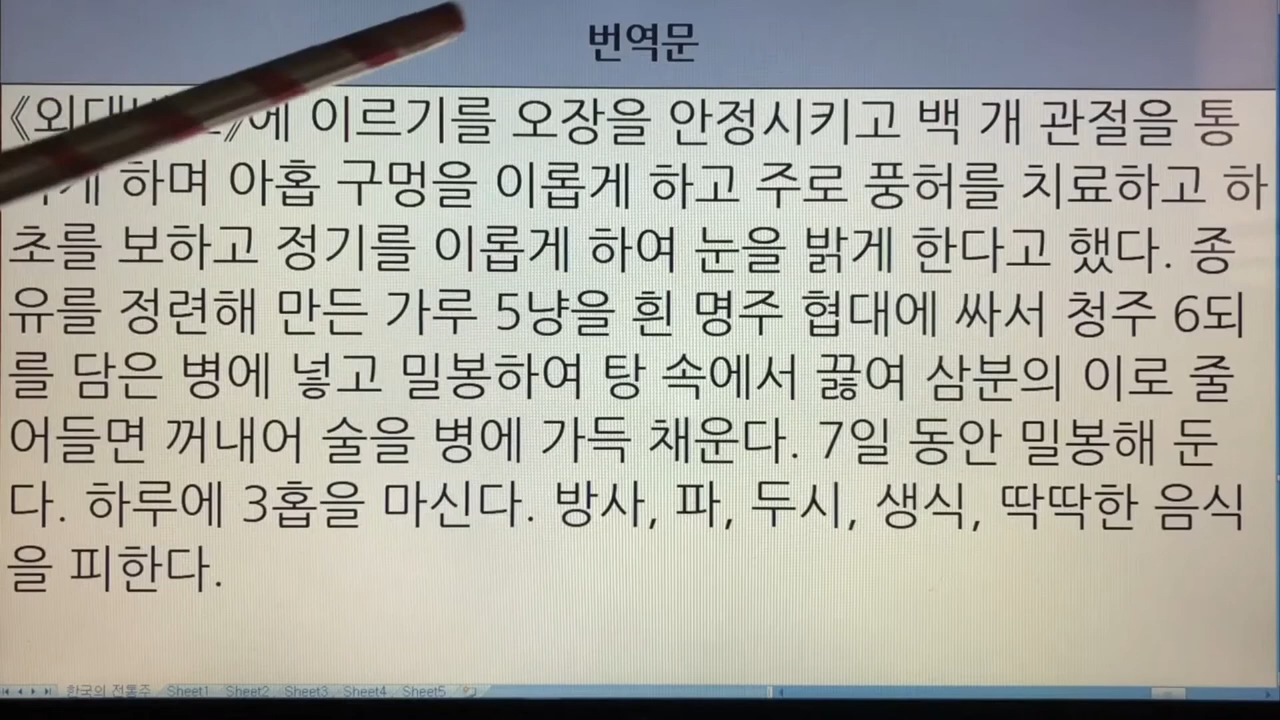 번역문
에 이르기를 오장을 안정시키고 백 개 관절을 통
하며 아홉 구멍을 이롭게 하고 주로 풍허를 치료하고 하
초를 보하고 정기를 이롭게 하여 눈을 밝게 한다고 했다. 종
유를 정련해 만든 가루 5냥을 흰 명주 협대에 싸서 청주 6되
를 담은 병에 넣고 밀봉하여 탕 속에서 끓여 삼분의 이로 줄
어들면 꺼내어 술을 병에 가득 채운다. 7일 동안 밀봉해 둔
다. 하루에 3홉을 마신다. 방사, 파, 두시, 생식, 딱딱한 음식
을 피한다.
한국의 전통주 Sheet1 Sheet2 Sheet3 Sheet4 Sheet5